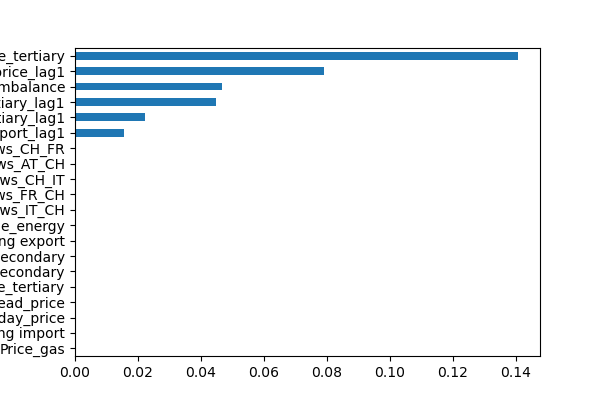 e_tertiary
price_lag1
mbalance
tiary_lag1
tiary_lag1
port_lag1
ws_CH_FR
ws_AT_CH
ws_CH_IT
ws_FR_CH
ws_IT_CH
e_energy
ng export
econdary
econdary
e_tertiary
ead_price
day_price
ng import
Price_gas
0.00 0.02 0.04 0.06 0.08 0.10 0.12 0.14